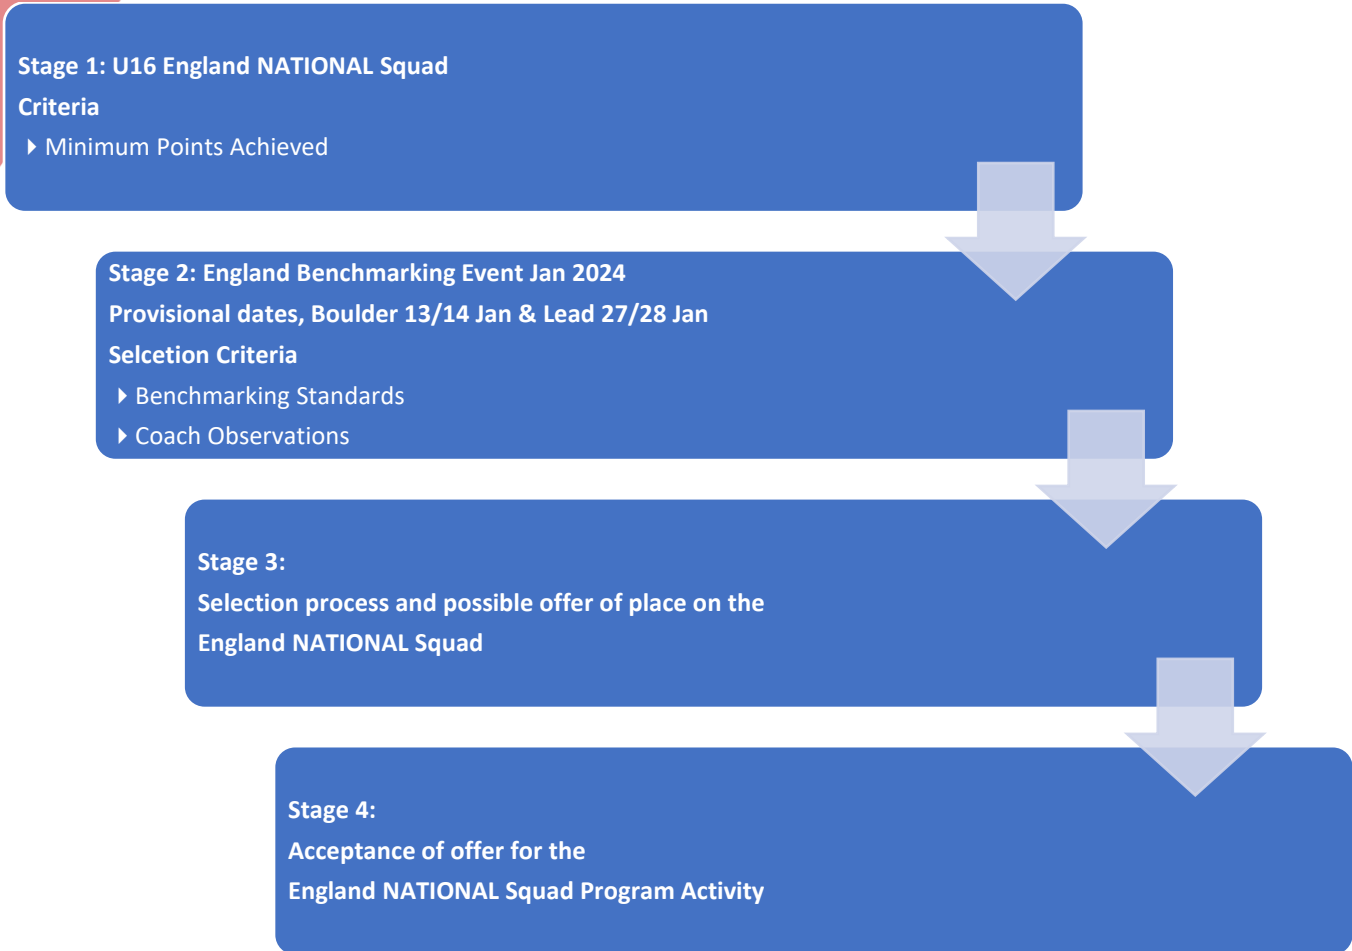 Stage 1: U16 England NATIONAL Squad
Criteria
Minimum Points Achieved
Stage 2: England Benchmarking Event Jan 2024
Provisional dates, Boulder 13/14 Jan & Lead 27/28 Jan
Selcetion Criteria
Benchmarking Standards
Coach Observations
Stage 3:
Selection process and possible offer of place on the
England NATIONAL Squad
Stage 4:
Acceptance of offer for the
England NATIONAL Squad Program Activity